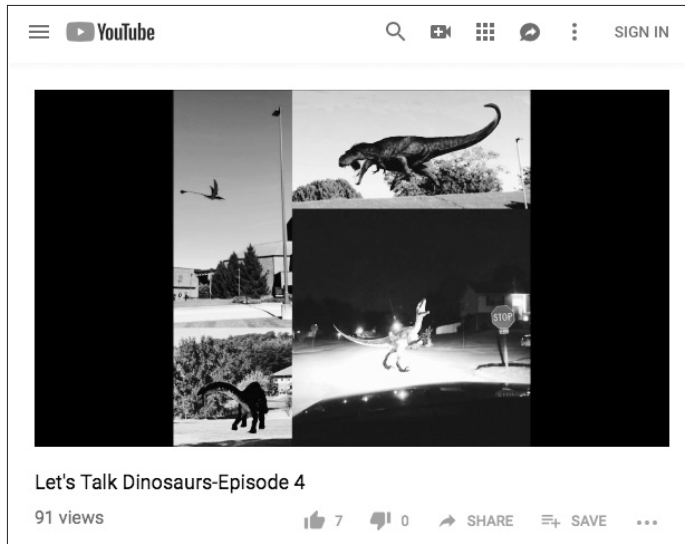 YouTube
SIGN IN
STOP
Let's Talk Dinosaurs-Episode 4
91 views
7
0
SHARE
SAVE